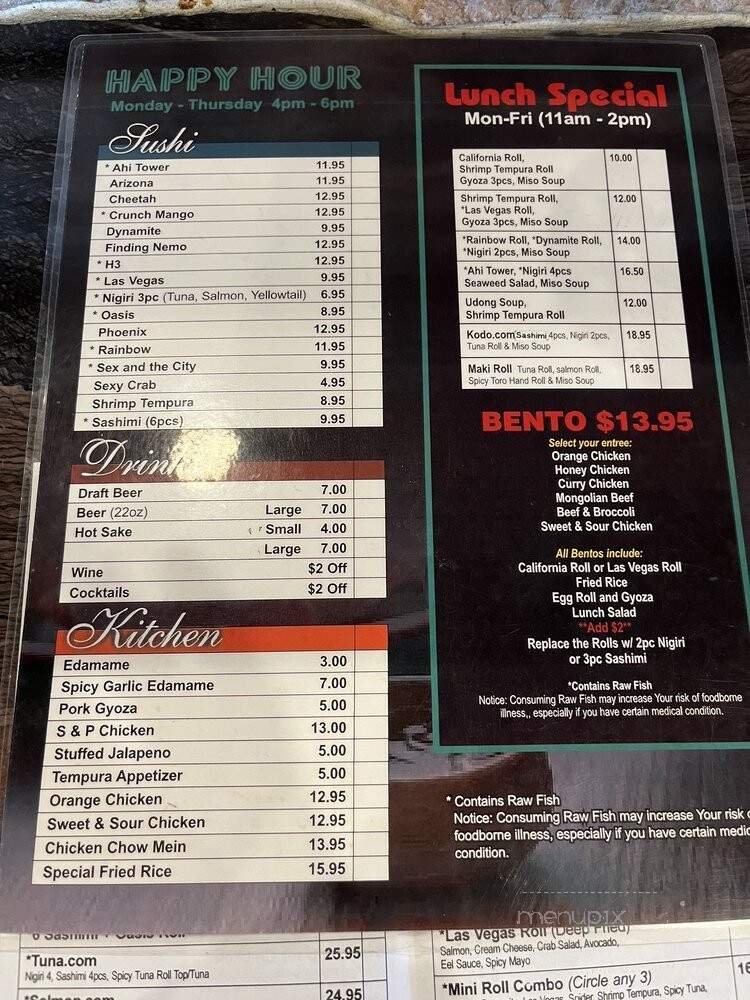 HAPPY HOUR
Monday - Thursday 4pm - 6pm
Sushi
* Ahi Tower 11.95
Arizona 11.95
Cheetah 12.95
* Crunch Mango 12.95
Dynamite 9.95
Finding Nemo 12.95
* H3 12.95
* Las Vegas 9.95
* Nigiri 3pc (Tuna, Salmon, Yellowtail) 6.95
* Oasis 8.95
Phoenix 12.95
* Rainbow 11.95
* Sex and the City 9.95
Sexy Crab 4.95
Shrimp Tempura 8.95
* Sashimi (6pcs) 9.95
Draft Beer 7.00
Beer (22oz) Large 7.00
Hot Sake Small 4.00
Large 7.00
Wine $2 Off
Cocktails $2 Off
Kitchen
Edamame 3.00
Spicy Garlic Edamame 7.00
Pork Gyoza 5.00
S & P Chicken 13.00
Stuffed Jalapeno 5.00
Tempura Appetizer 5.00
Orange Chicken 12.95
Sweet & Sour Chicken 12.95
Chicken Chow Mein 13.95
Special Fried Rice 15.95
Lunch Special
Mon-Fri (11am - 2pm)
California Roll, 10.00
Shrimp Tempura Roll
Gyoza 3pcs, Miso Soup
Shrimp Tempura Roll, 12.00
*Las Vegas Roll,
Gyoza 3pcs, Miso Soup
*Rainbow Roll, *Dynamite Roll, 14.00
*Nigiri 2pcs, Miso Soup
*Ahi Tower, *Nigiri 4pcs 16.50
Seaweed Salad, Miso Soup
Udong Soup, 12.00
Shrimp Tempura Roll
Kodo.com Sashimi 4pcs, Nigiri 2pcs, 18.95
Tuna Roll & Miso Soup
Maki Roll Tuna Roll, salmon Roll, 18.95
Spicy Toro Hand Roll & Miso Soup
BENTO $13.95
Select your entree:
Orange Chicken
Honey Chicken
Curry Chicken
Mongolian Beef
Beef & Broccoli
Sweet & Sour Chicken
All Bentos include:
California Roll or Las Vegas Roll
Fried Rice
Egg Roll and Gyoza
Lunch Salad
**Add $2**
Replace the Rolls w/ 2pc Nigiri
or 3pc Sashimi
*Contains Raw Fish
Notice: Consuming Raw Fish may increase Your risk of foodborne
illness,, especially if you have certain medical condition.
* Contains Raw Fish
Notice: Consuming Raw Fish may increase Your risk
foodborne illness, especially if you have certain medic
condition.
menupix
*Tuna.com 25.95
Nigiri 4, Sashimi 4pcs, Spicy Tuna Roll Top/Tuna
*Salmon.com 24.95
*Las Vegas Roll (Deep Fried)
Salmon, Cream Cheese, Crab Salad, Avocado,
Eel Sauce, Spicy Mayo
*Mini Roll Combo (Circle any 3)
Las Vegas, Spider, Shrimp Tempura, Spicy Tuna,